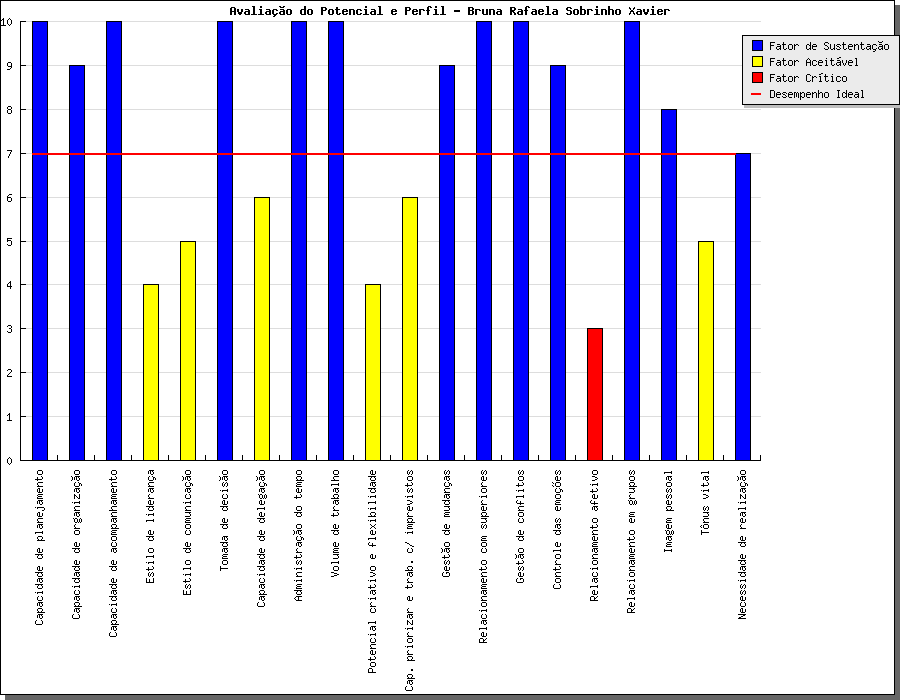 Avaliação do Potencial e Perfil - Bruna Rafaela Sobrinho Xavier
10
9
8
7
6
5
4
3
2
1
0
Fator de Sustentação
Fator Aceitável
Fator Crítico
Desempenho Ideal
Capacidade de planejamento
Capacidade de organização
Capacidade de acompanhamento
Estilo de liderança
Estilo de comunicação
Tomada de decisão
Capacidade de delegação
Administração do tempo
Volume de trabalho
Potencial criativo e flexibilidade
Cap. priorizar e trab. c/ imprevistos
Gestão de mudanças
Relacionamento com superiores
Gestão de conflitos
Controle das emoções
Relacionamento afetivo
Relacionamento em grupos
Imagem pessoal
Tônus vital
Necessidade de realização